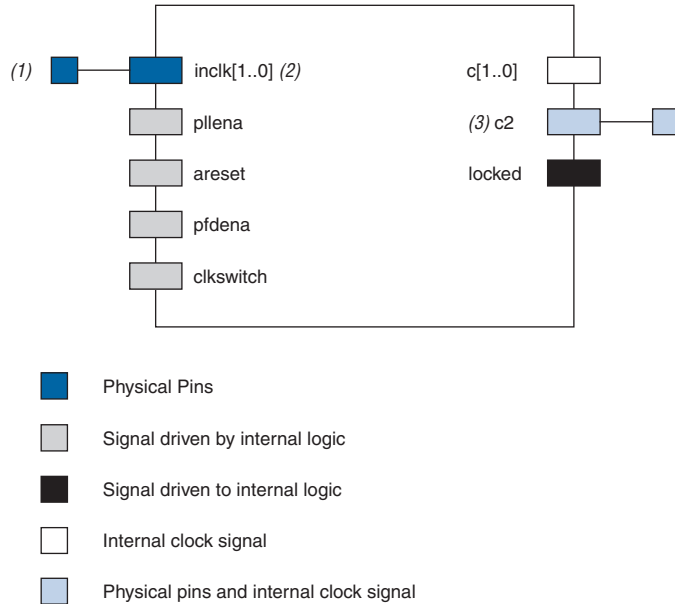 (1) inclk[1..0] (2) c[1..0]
pllena (3) c2
areset locked
pfdena
clkswitch
Physical Pins
Signal driven by internal logic
Signal driven to internal logic
Internal clock signal
Physical pins and internal clock signal